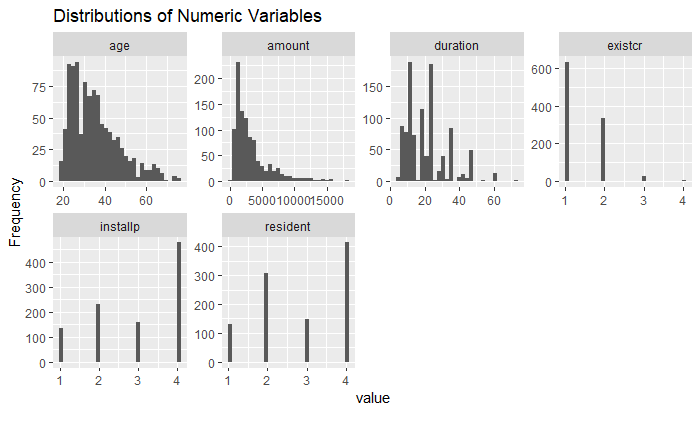 Distributions of Numeric Variables
age amount duration existcr
75
50
25
0
20 40 60
200
150
100
50
0
0 5000 10000 15000
150
100
50
0
0 20 40 60
600
400
200
0
1 2 3 4
Frequency
installp resident
400
300
200
100
0
1 2 3 4
400
300
200
100
0
1 2 3 4
value